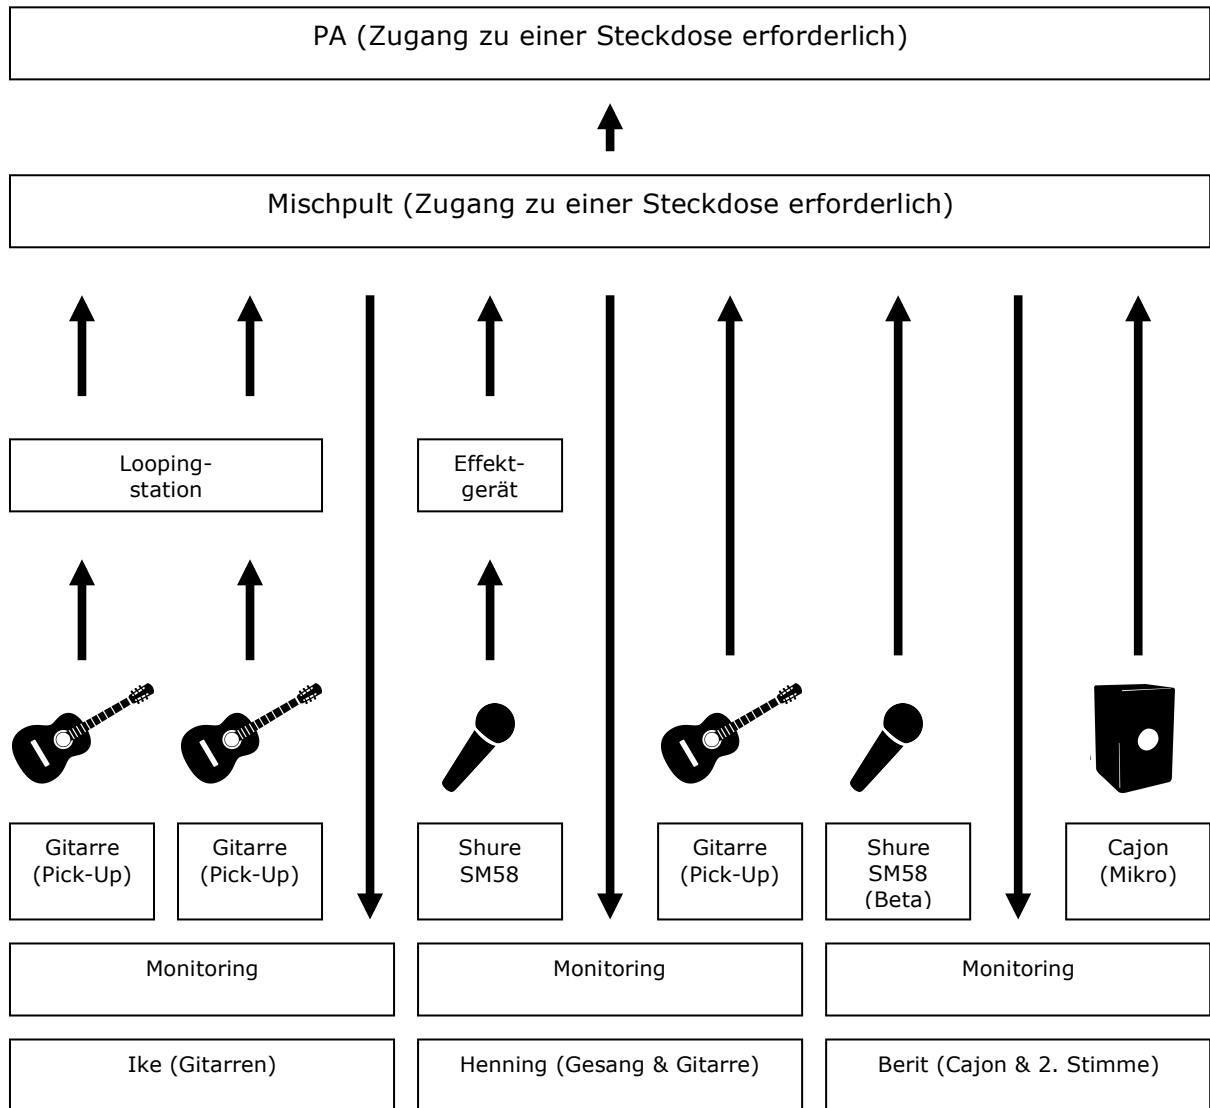 PA (Zugang zu einer Steckdose erforderlich)
Mischpult (Zugang zu einer Steckdose erforderlich)
Looping-
station
Effekt-
gerät
Gitarre
(Pick-Up)
Gitarre
(Pick-Up)
Shure
SM58
Gitarre
(Pick-Up)
Shure
SM58
(Beta)
Cajon
(Mikro)
Monitoring
Monitoring
Monitoring
Ike (Gitarren)
Henning (Gesang & Gitarre)
Berit (Cajon & 2. Stimme)